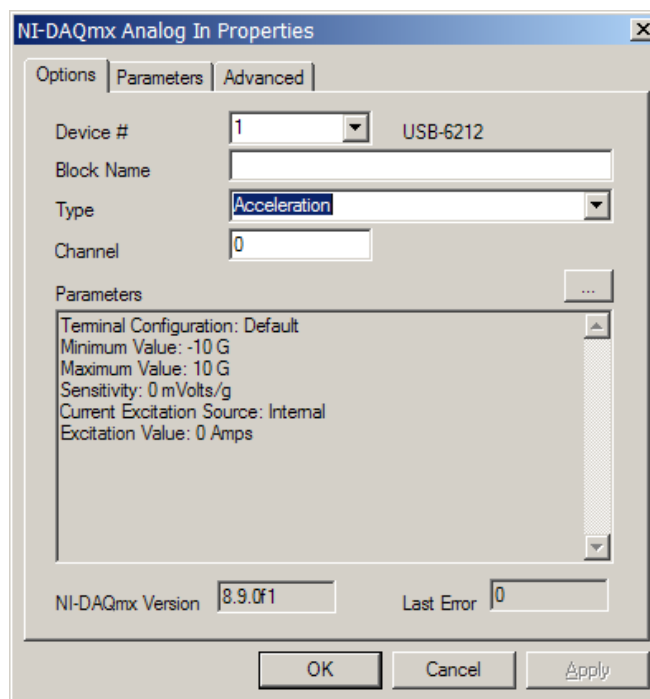 NI-DAQmx Analog In Properties
Options Parameters Advanced
Device # 1 USB-6212
Block Name
Type Acceleration
Channel 0
Parameters ...
Terminal Configuration: Default
Minimum Value: -10 G
Maximum Value: 10 G
Sensitivity: 0 mVolts/g
Current Excitation Source: Internal
Excitation Value: 0 Amps
NI-DAQmx Version 8.9.0f1 Last Error 0
OK Cancel Apply